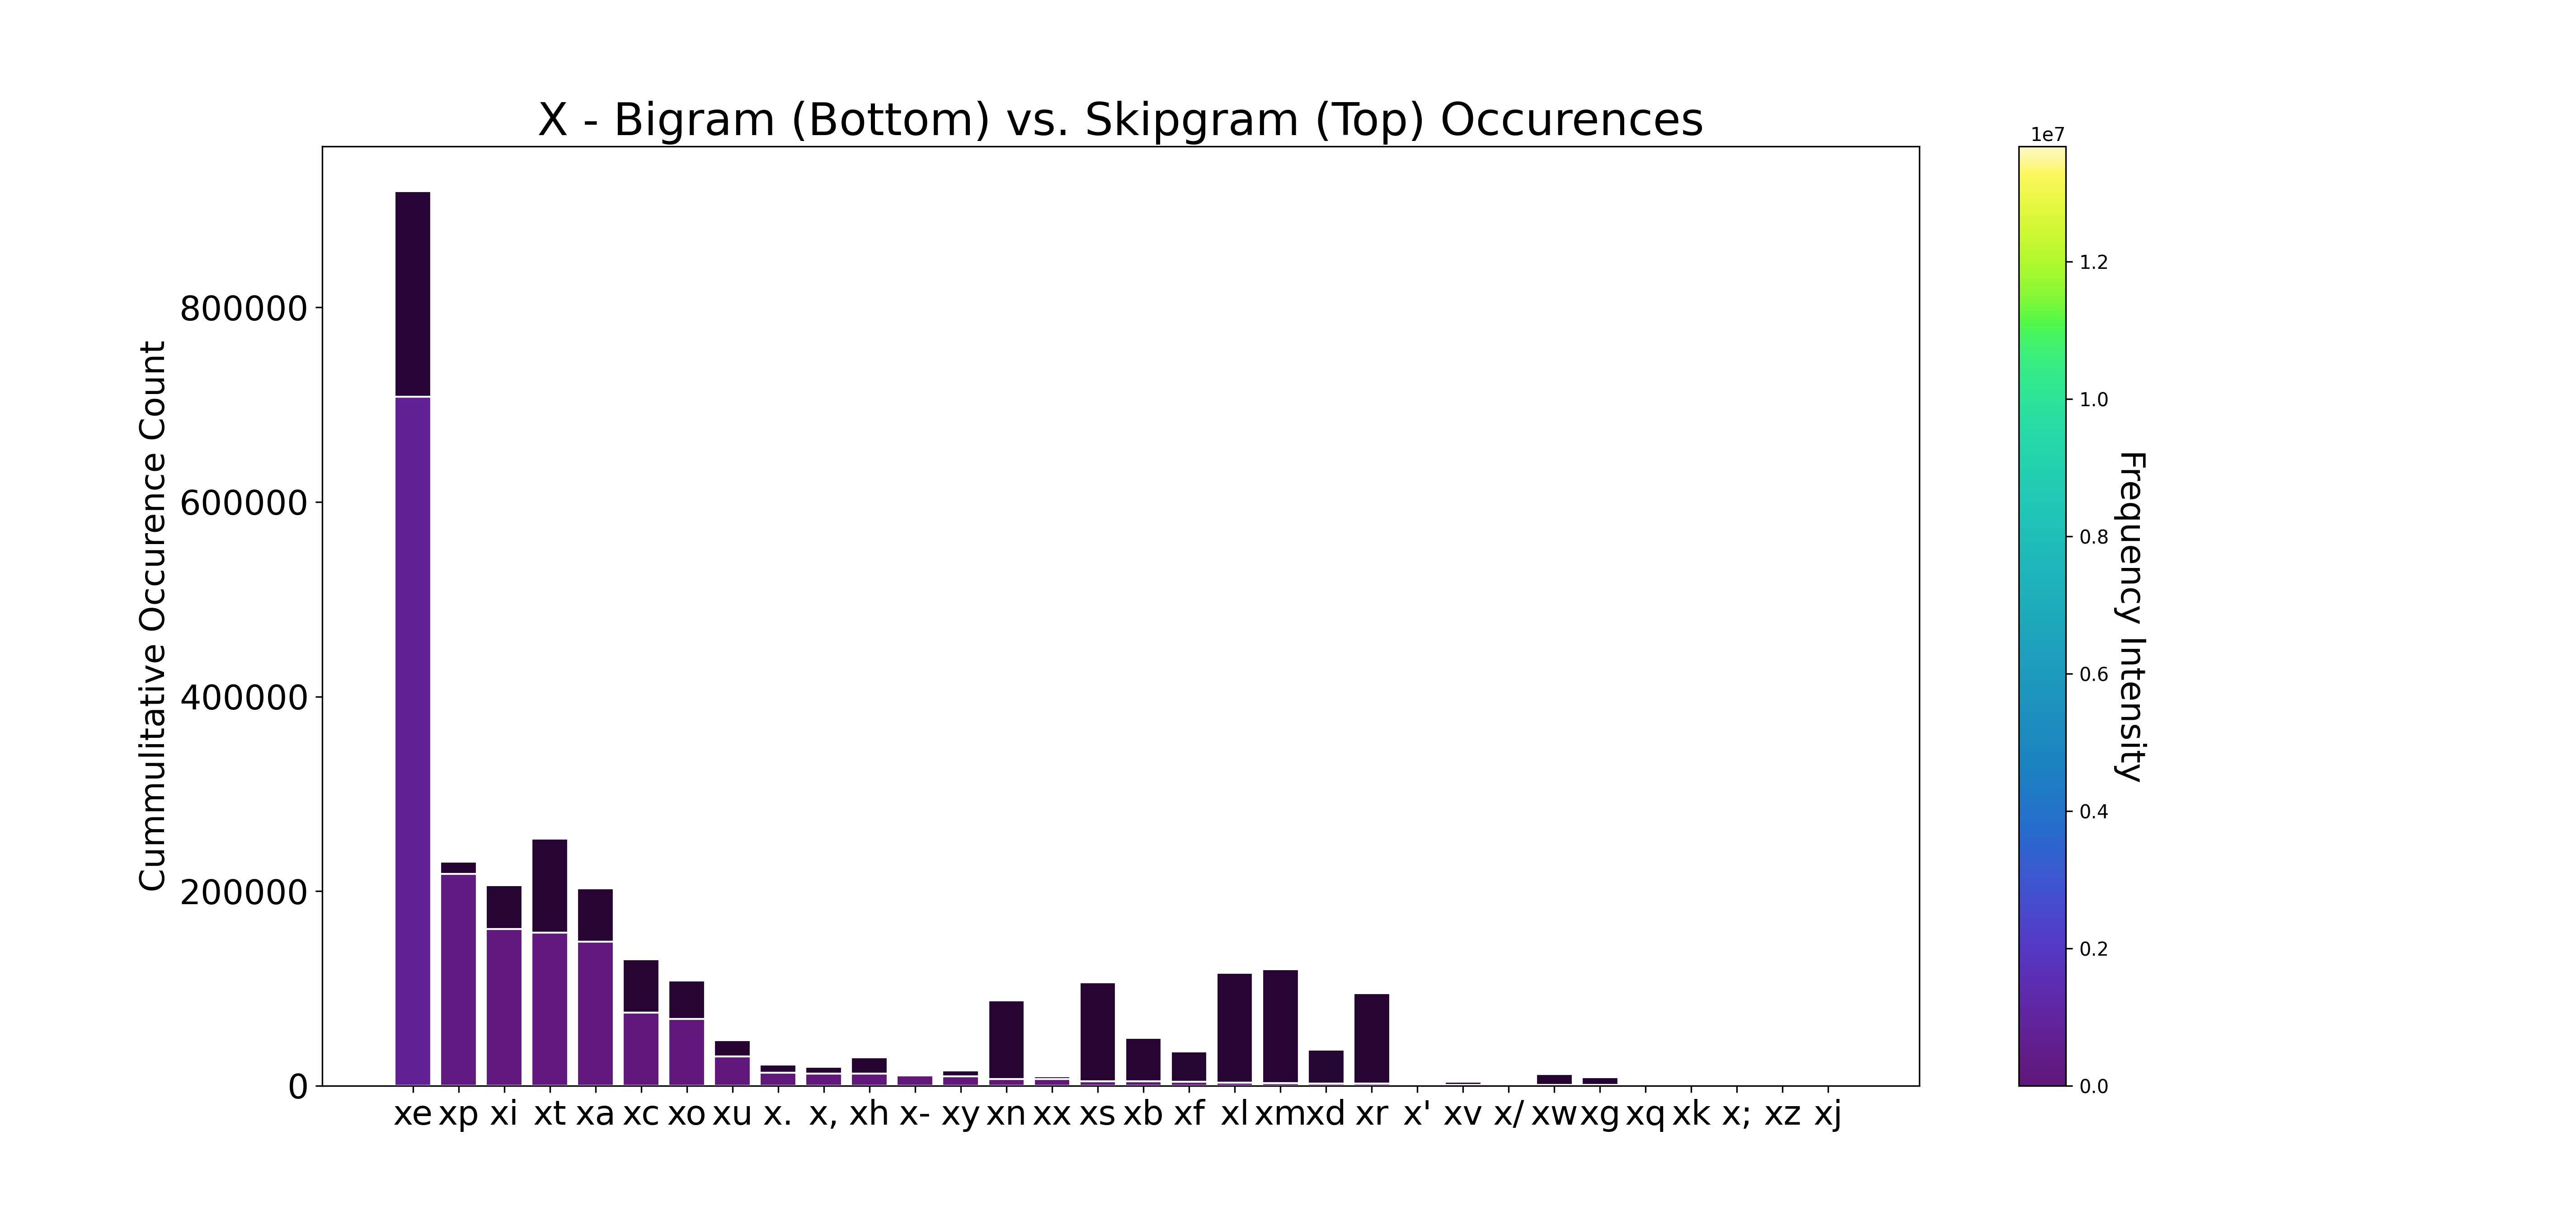 X - Bigram (Bottom) vs. Skipgram (Top) Occurences
1e7
Cummulitative Occurence Count
800000
600000
400000
200000
0
xe xp xi xt xa xc xo xu x. x, xh x- xy xn xx xs xb xf xl xm xd xr x' xv x/ xw xg xq xk x; xz xj
1.2
1.0
0.8
0.6
0.4
0.2
0.0
Frequency Intensity